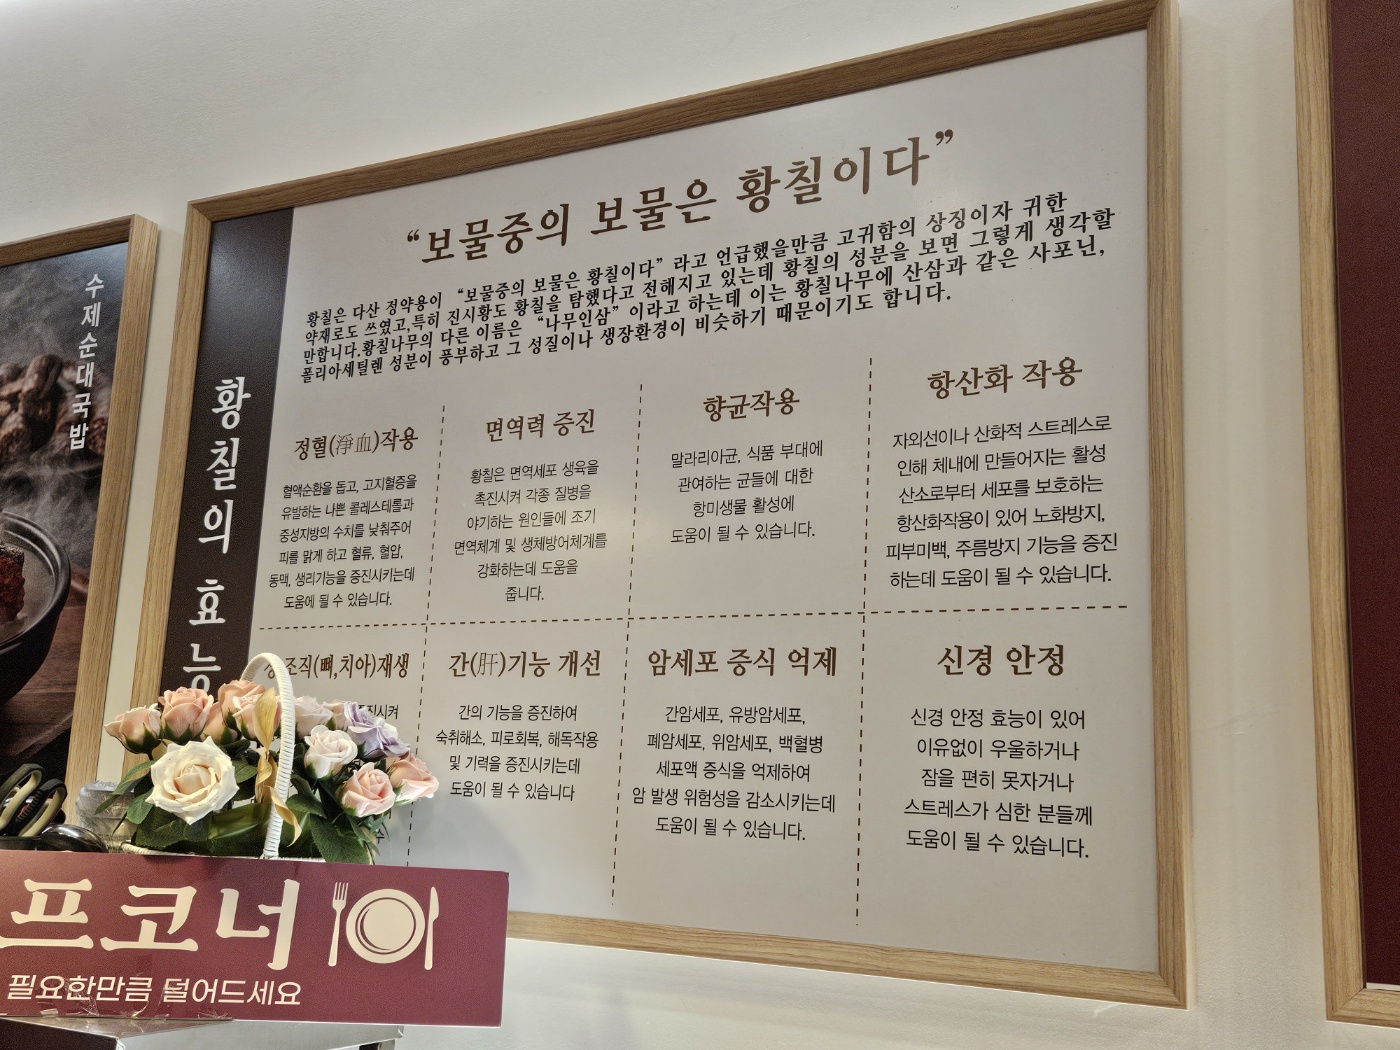 수제순대국밥
황칠의 효능
“보물중의 보물은 황칠이다”
황칠은 다산 정약용이 “보물중의 보물은 황칠이다” 라고 언급했을만큼 고귀함의 상징이자 귀한
약재로도 쓰였고,특히 진시황도 황칠을 탐했다고 전해지고 있는데 황칠의 성분을 보면 그렇게 생각할
만합니다.황칠나무의 다른 이름은 “나무인삼” 이라고 하는데 이는 황칠나무에 산삼과 같은 사포닌,
폴리아세틸렌 성분이 풍부하고 그 성질이나 생장환경이 비슷하기 때문이기도 합니다.
정혈(淨血)작용
혈액순환을 돕고, 고지혈증을
유발하는 나쁜 콜레스테롤과
중성지방의 수치를 낮춰주어
피를 맑게 하고 혈류, 혈압,
동맥, 생리기능을 증진시키는데
도움에 될 수 있습니다.
면역력 증진
황칠은 면역세포 생육을
촉진시켜 각종 질병을
야기하는 원인들에 조기
면역체계 및 생체방어체계를
강화하는데 도움을
줍니다.
향균작용
말라리아균, 식품 부대에
관여하는 균들에 대한
항미생물 활성에
도움이 될 수 있습니다.
항산화 작용
자외선이나 산화적 스트레스로
인해 체내에 만들어지는 활성
산소로부터 세포를 보호하는
항산화작용이 있어 노화방지,
피부미백, 주름방지 기능을 증진
하는데 도움이 될 수 있습니다.
조직(뼈,치아)재생
간(肝)기능 개선
간의 기능을 증진하여
숙취해소, 피로회복, 해독작용
및 기력을 증진시키는데
도움이 될 수 있습니다
암세포 증식 억제
간암세포, 유방암세포,
폐암세포, 위암세포, 백혈병
세포액 증식을 억제하여
암 발생 위험성을 감소시키는데
도움이 될 수 있습니다.
신경 안정
신경 안정 효능이 있어
이유없이 우울하거나
잠을 편히 못자거나
스트레스가 심한 분들께
도움이 될 수 있습니다.
프코너
필요한만큼 덜어드세요